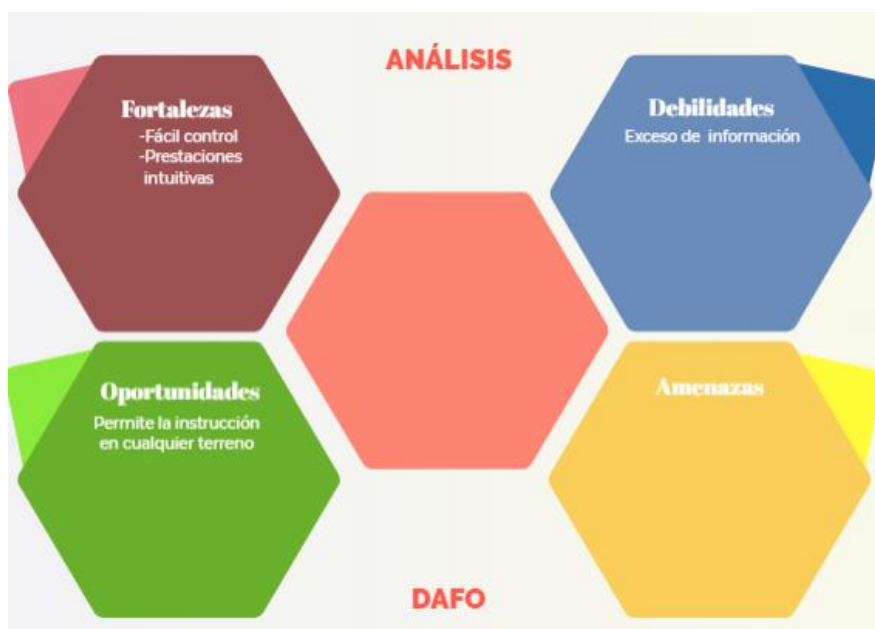 ANÁLISIS
Fortalezas
-Fácil control
-Prestaciones
intuitivas
Debilidades
Exceso de información
Oportunidades
Permite la instrucción
en cualquier terreno
Amenazas
DAFO